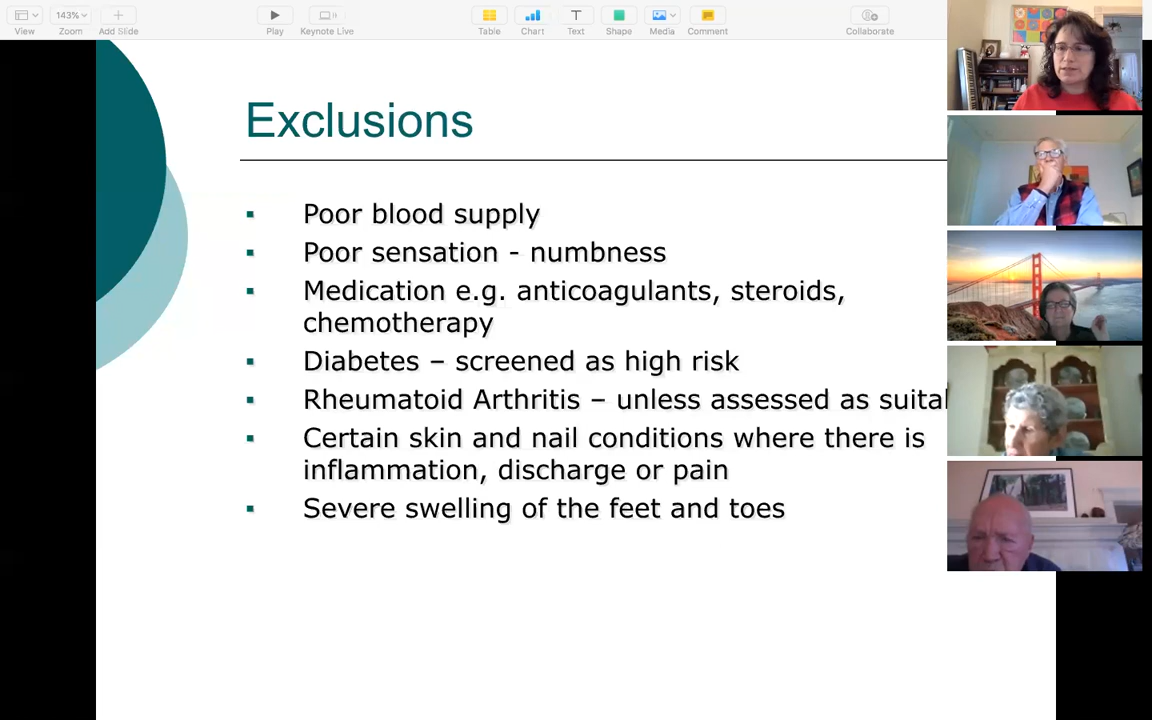 143%
View
Zoom
Add Slide
Play
Keynote Live
Table
Chart
Text
Shape
Media
Comment
Collaborate
Exclusions
▪ Poor blood supply
▪ Poor sensation - numbness
▪ Medication e.g. anticoagulants, steroids,
chemotherapy
▪ Diabetes – screened as high risk
▪ Rheumatoid Arthritis – unless assessed as
▪ Certain skin and nail conditions where there is
inflammation, discharge or pain
▪ Severe swelling of the feet and toes